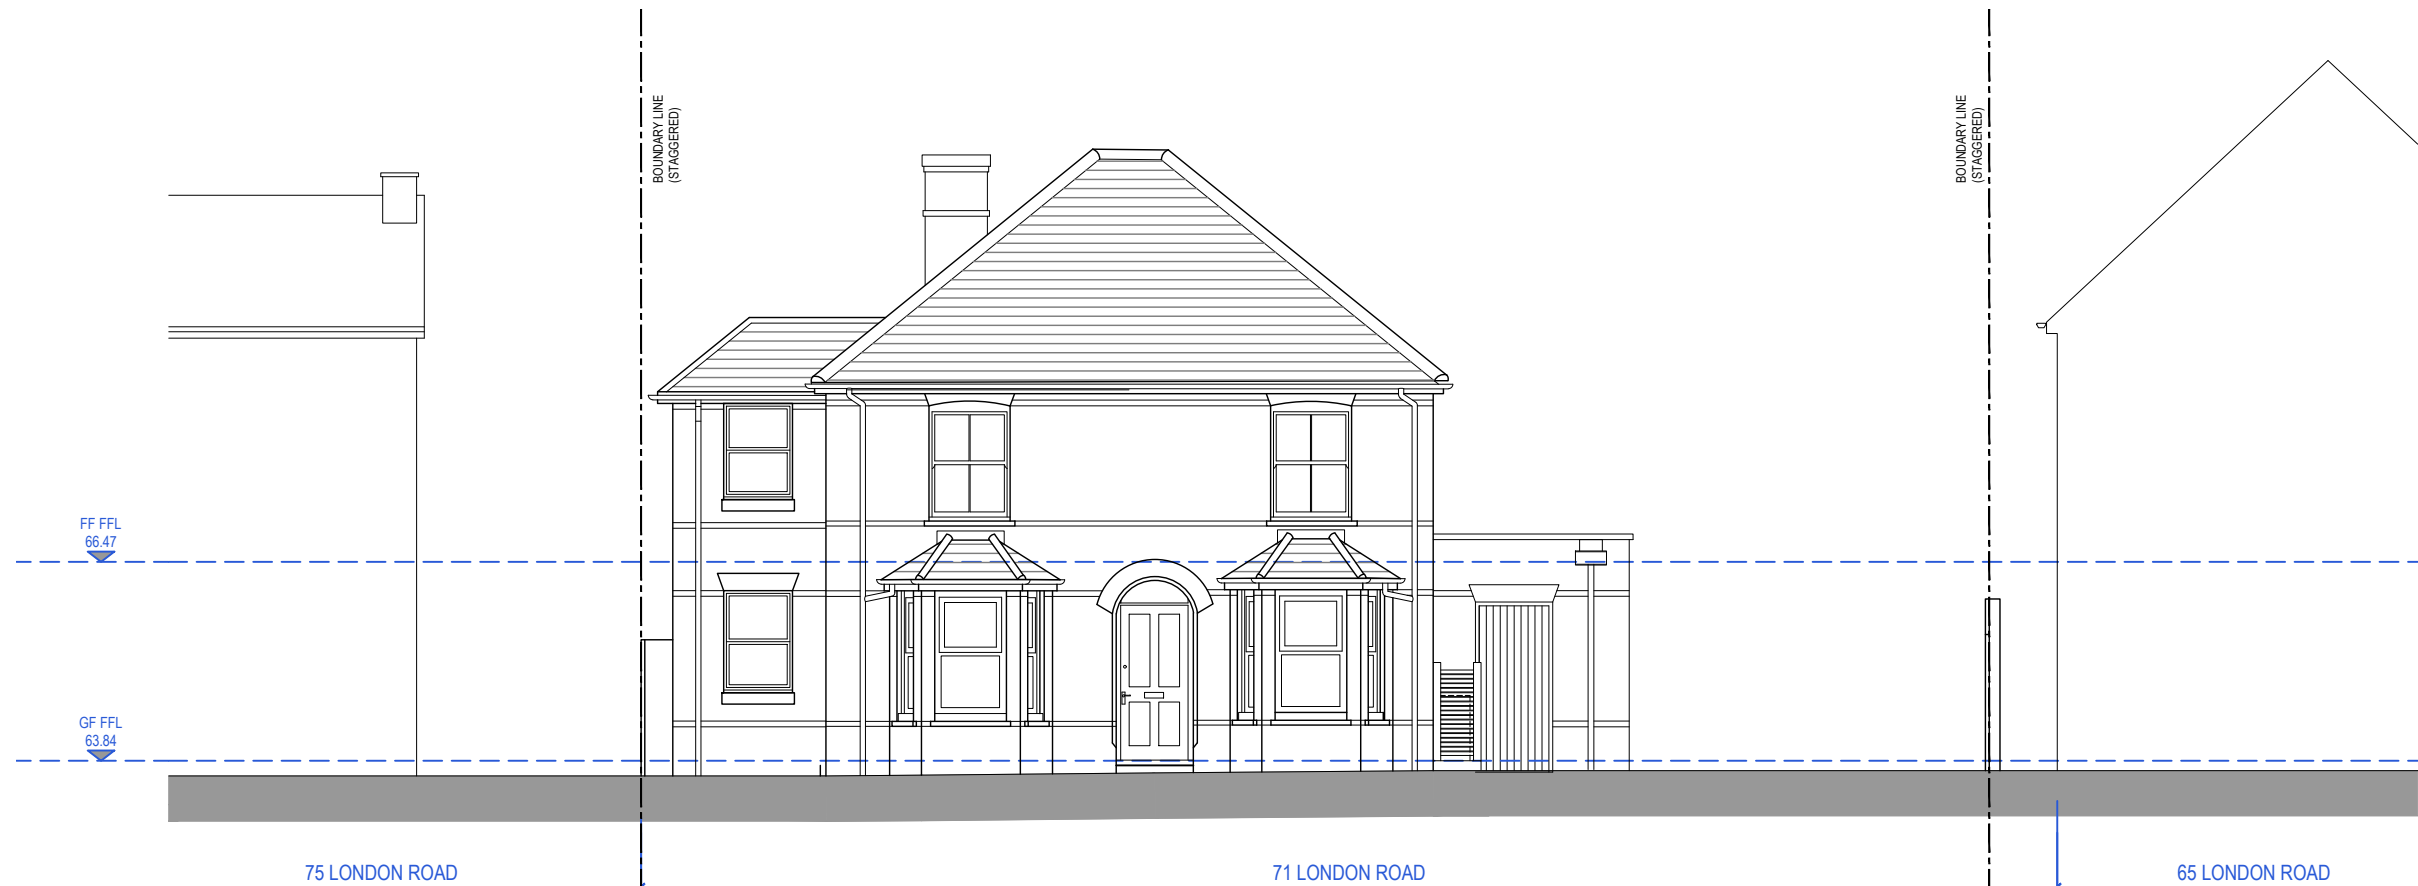 BOUNDARY LINE
(STAGGERED)
BOUNDARY LINE
(STAGGERED)
FF FFL
66.47
GF FFL
63.84
75 LONDON ROAD
71 LONDON ROAD
65 LONDON ROAD